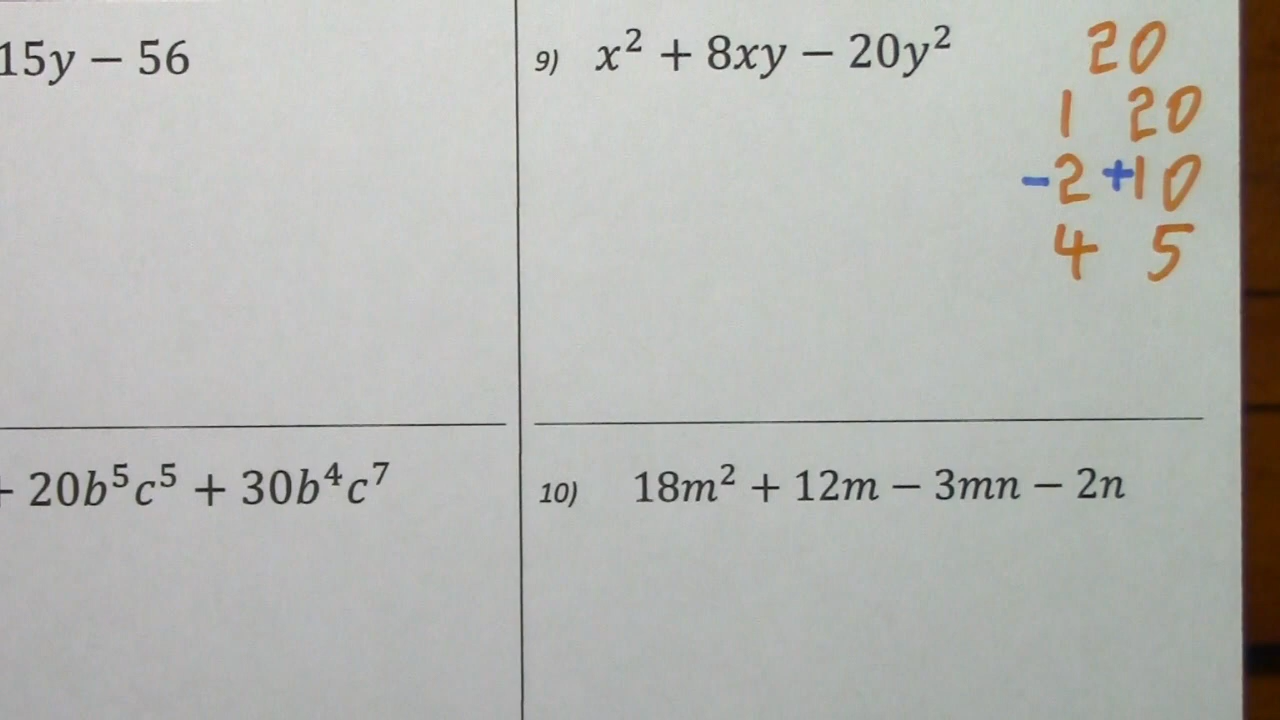 15y − 56
9) x² + 8xy − 20y²
20
1 20
-2 +10
4 5
+ 20b⁵c⁵ + 30b⁴c⁷
10) 18m² + 12m − 3mn − 2n